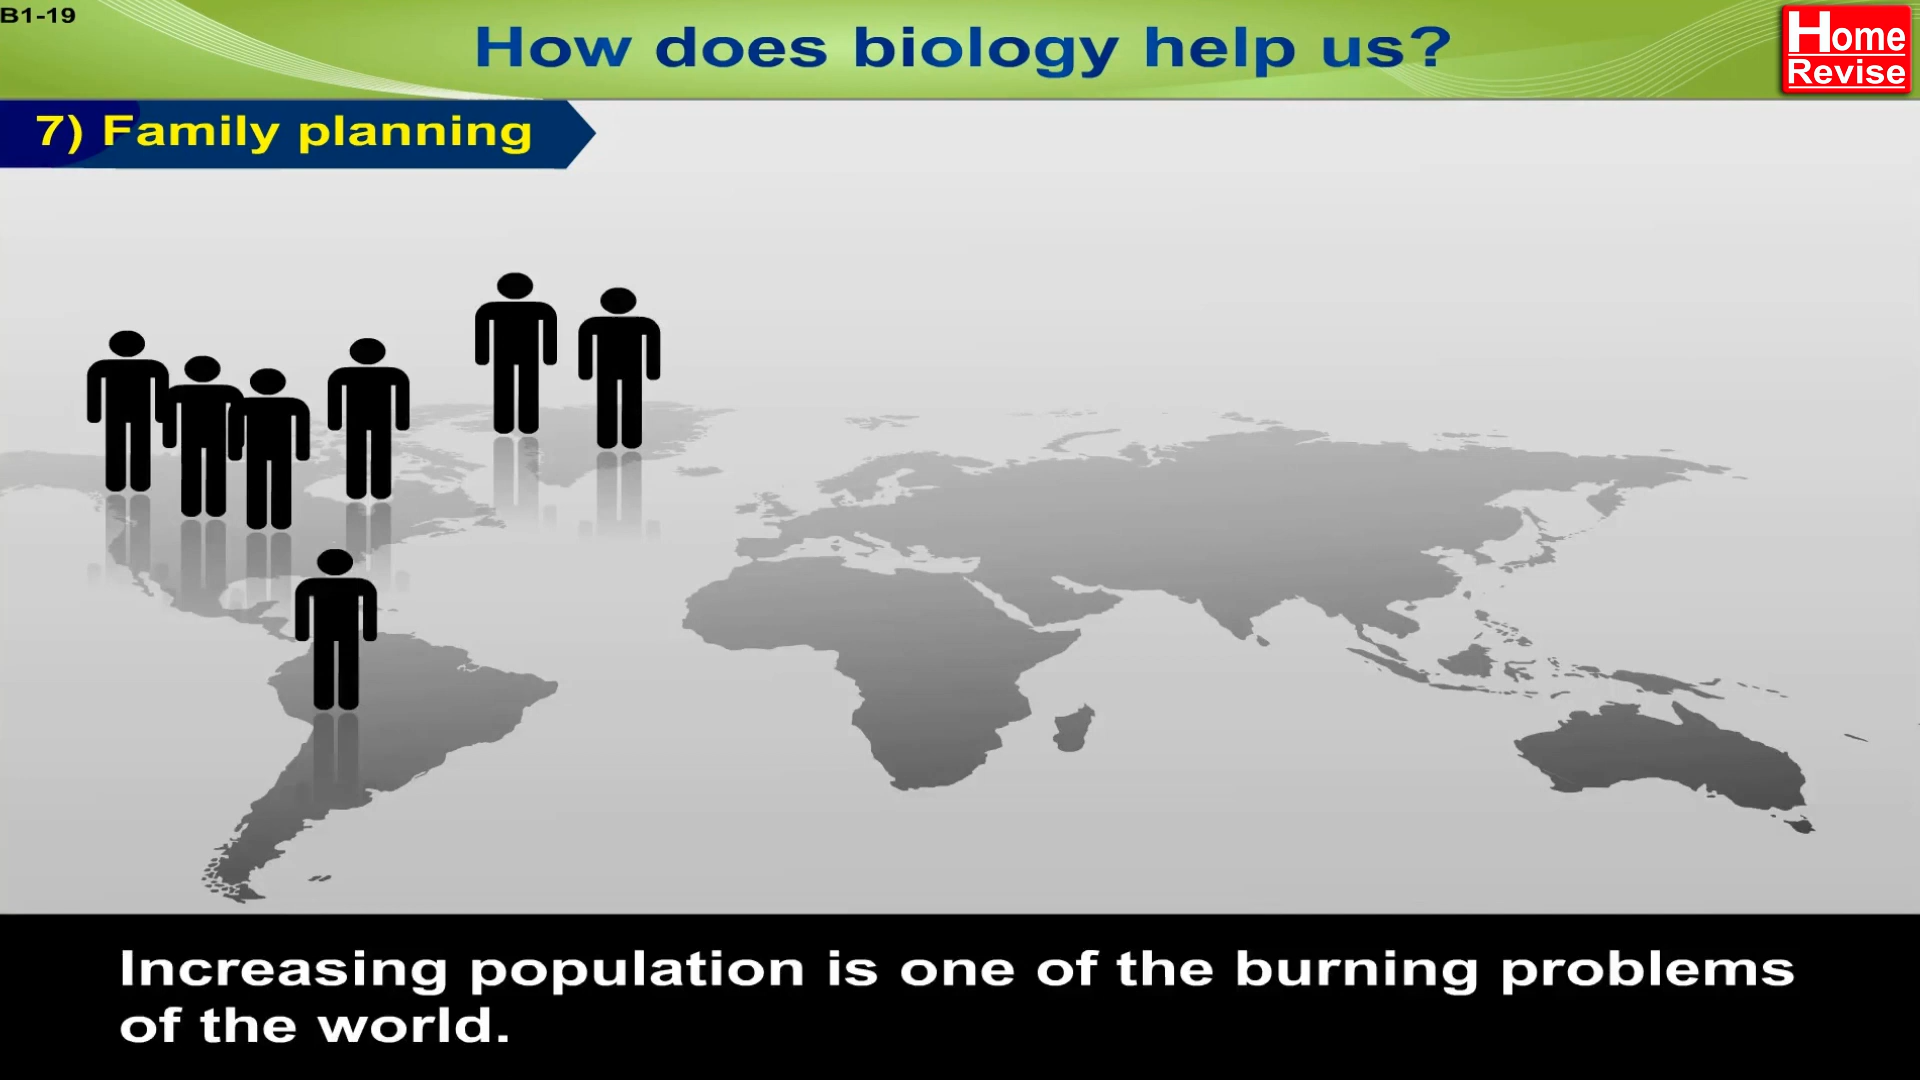 B1-19
How does biology help us?
Home
Revise
7) Family planning
Increasing population is one of the burning problems
of the world.